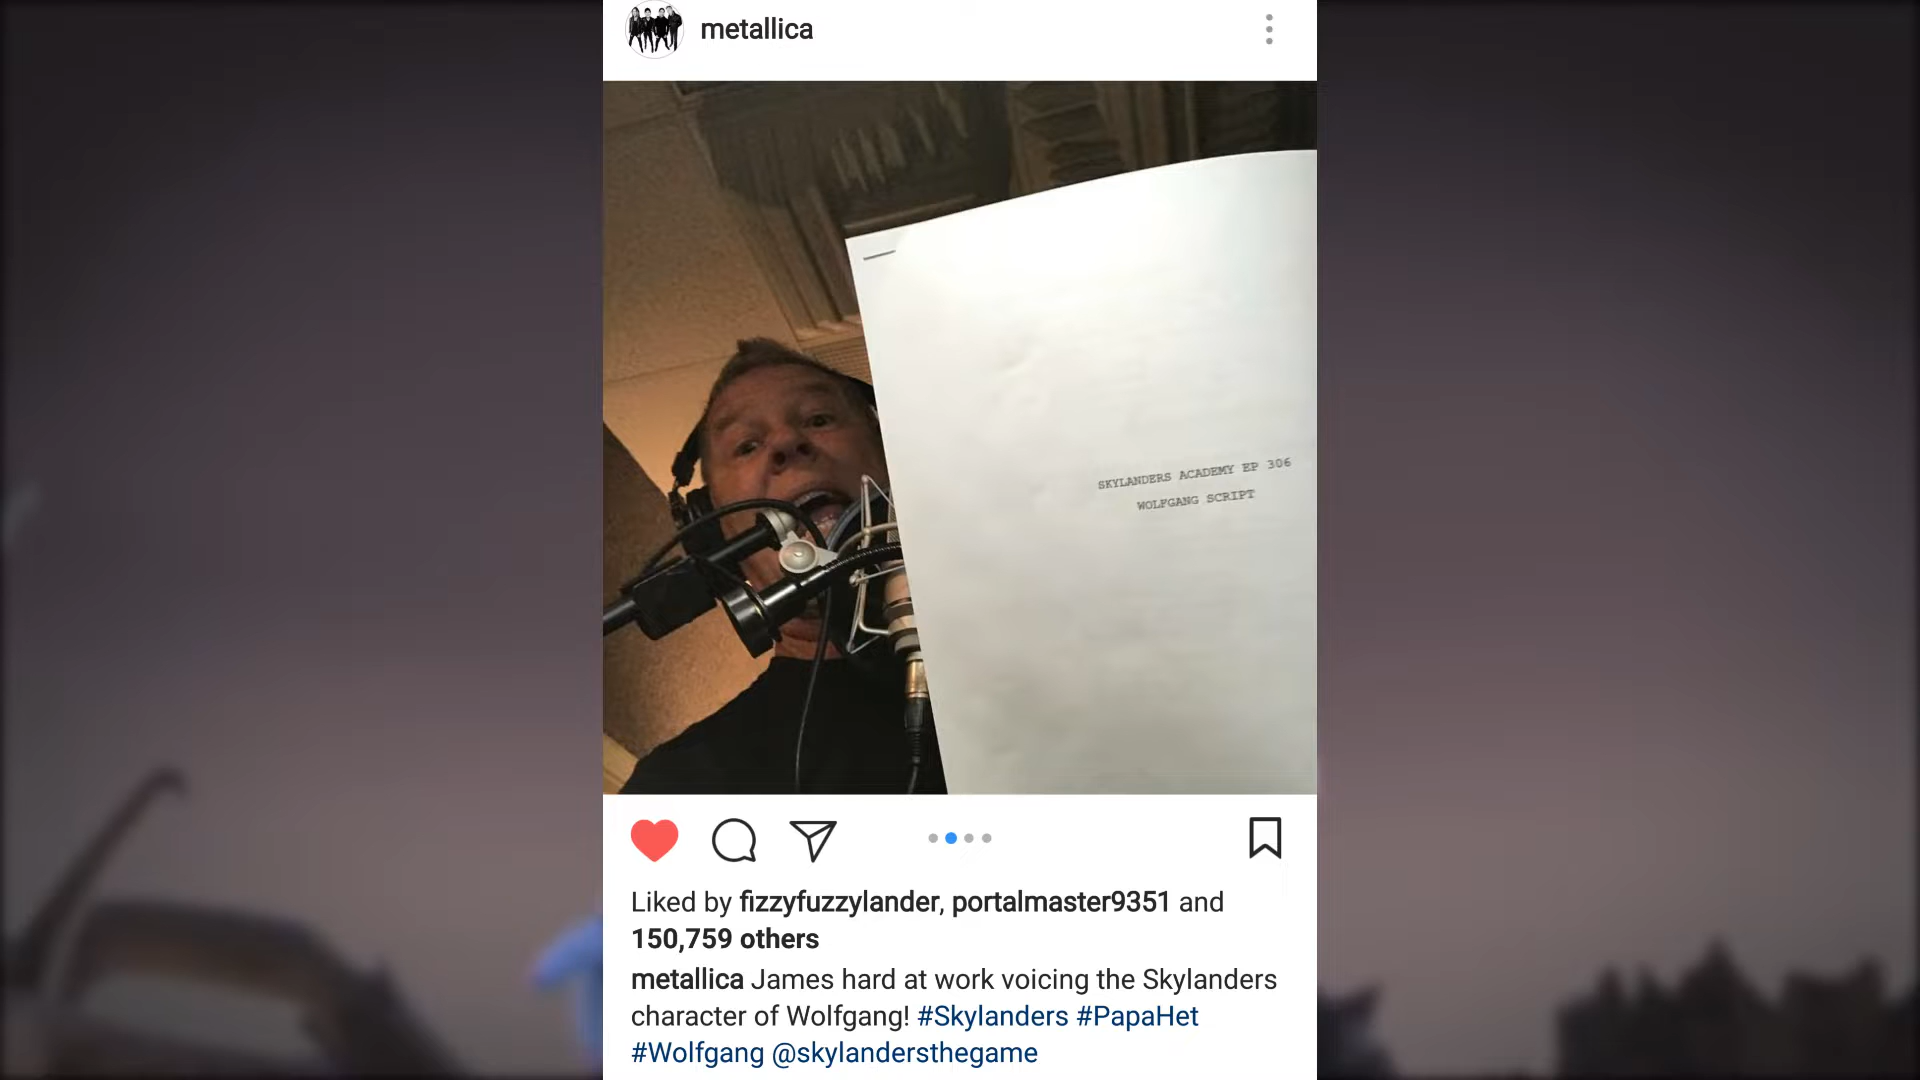 metallica
SKYLANDERS ACADEMY EP 306
WOLFGANG SCRIPT
Liked by fizzyfuzzylander, portalmaster9351 and
150,759 others
metallica James hard at work voicing the Skylanders
character of Wolfgang! #Skylanders #PapaHet
#Wolfgang @skylandersthegame